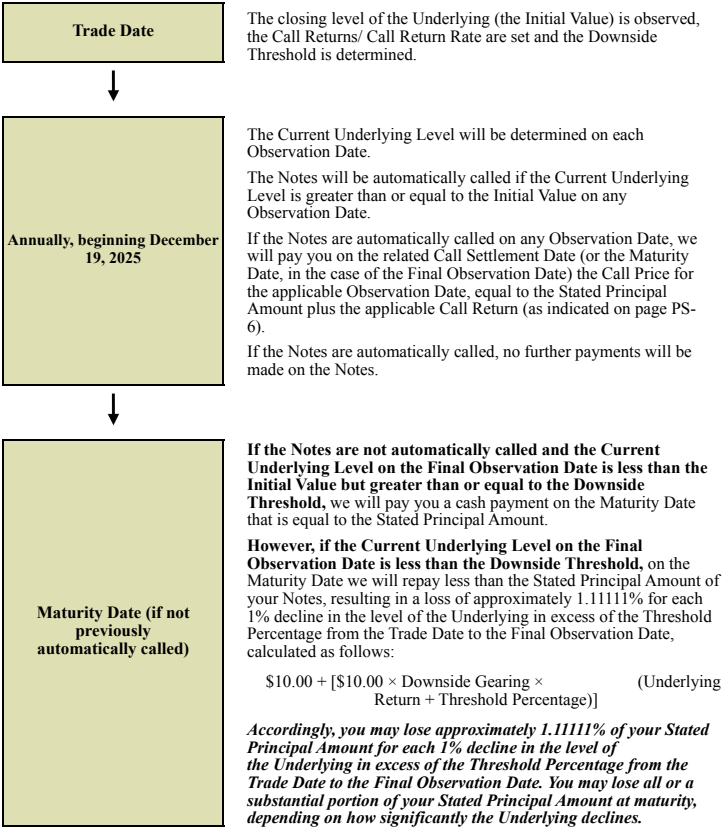 Trade Date
The closing level of the Underlying (the Initial Value) is observed,
the Call Returns/ Call Return Rate are set and the Downside
Threshold is determined.
Annually, beginning December
19, 2025
The Current Underlying Level will be determined on each
Observation Date.
The Notes will be automatically called if the Current Underlying
Level is greater than or equal to the Initial Value on any
Observation Date.
If the Notes are automatically called on any Observation Date, we
will pay you on the related Call Settlement Date (or the Maturity
Date, in the case of the Final Observation Date) the Call Price for
the applicable Observation Date, equal to the Stated Principal
Amount plus the applicable Call Return (as indicated on page PS-
6).
If the Notes are automatically called, no further payments will be
made on the Notes.
Maturity Date (if not
previously
automatically called)
If the Notes are not automatically called and the Current
Underlying Level on the Final Observation Date is less than the
Initial Value but greater than or equal to the Downside
Threshold, we will pay you a cash payment on the Maturity Date
that is equal to the Stated Principal Amount.
However, if the Current Underlying Level on the Final
Observation Date is less than the Downside Threshold, on the
Maturity Date we will repay less than the Stated Principal Amount of
your Notes, resulting in a loss of approximately 1.11111% for each
1% decline in the level of the Underlying in excess of the Threshold
Percentage from the Trade Date to the Final Observation Date,
calculated as follows:
$10.00 + [$10.00 × Downside Gearing × (Underlying
Return + Threshold Percentage)]
Accordingly, you may lose approximately 1.11111% of your Stated
Principal Amount for each 1% decline in the level of
the Underlying in excess of the Threshold Percentage from the
Trade Date to the Final Observation Date. You may lose all or a
substantial portion of your Stated Principal Amount at maturity,
depending on how significantly the Underlying declines.